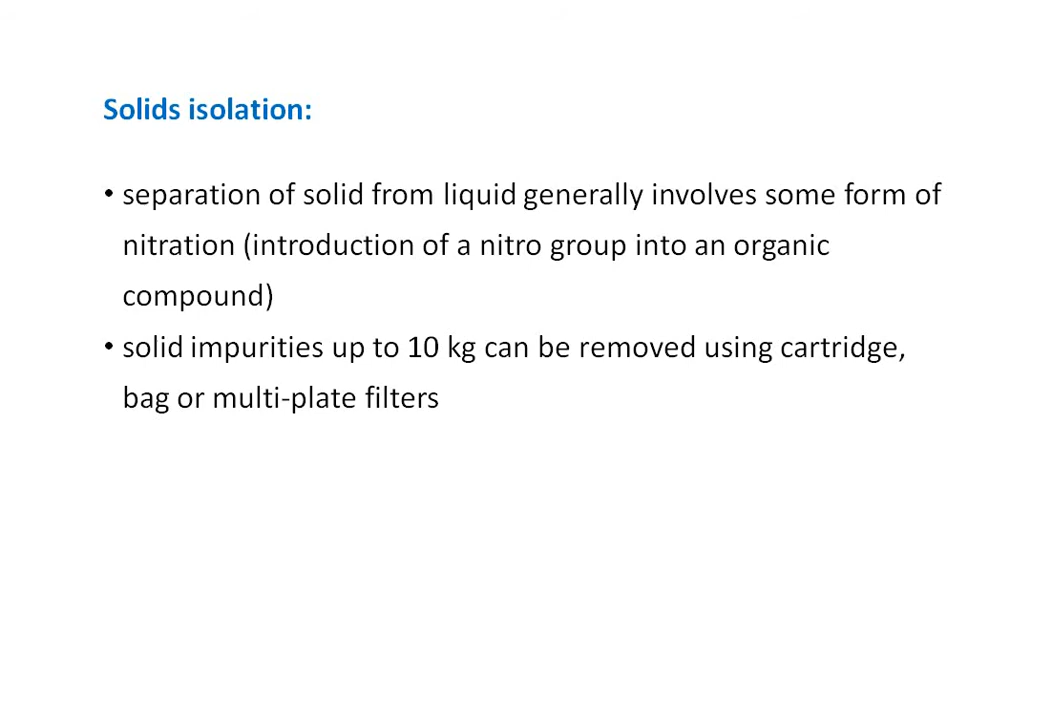 Solids isolation:
• separation of solid from liquid generally involves some form of
nitration (introduction of a nitro group into an organic
compound)
• solid impurities up to 10 kg can be removed using cartridge,
bag or multi-plate filters